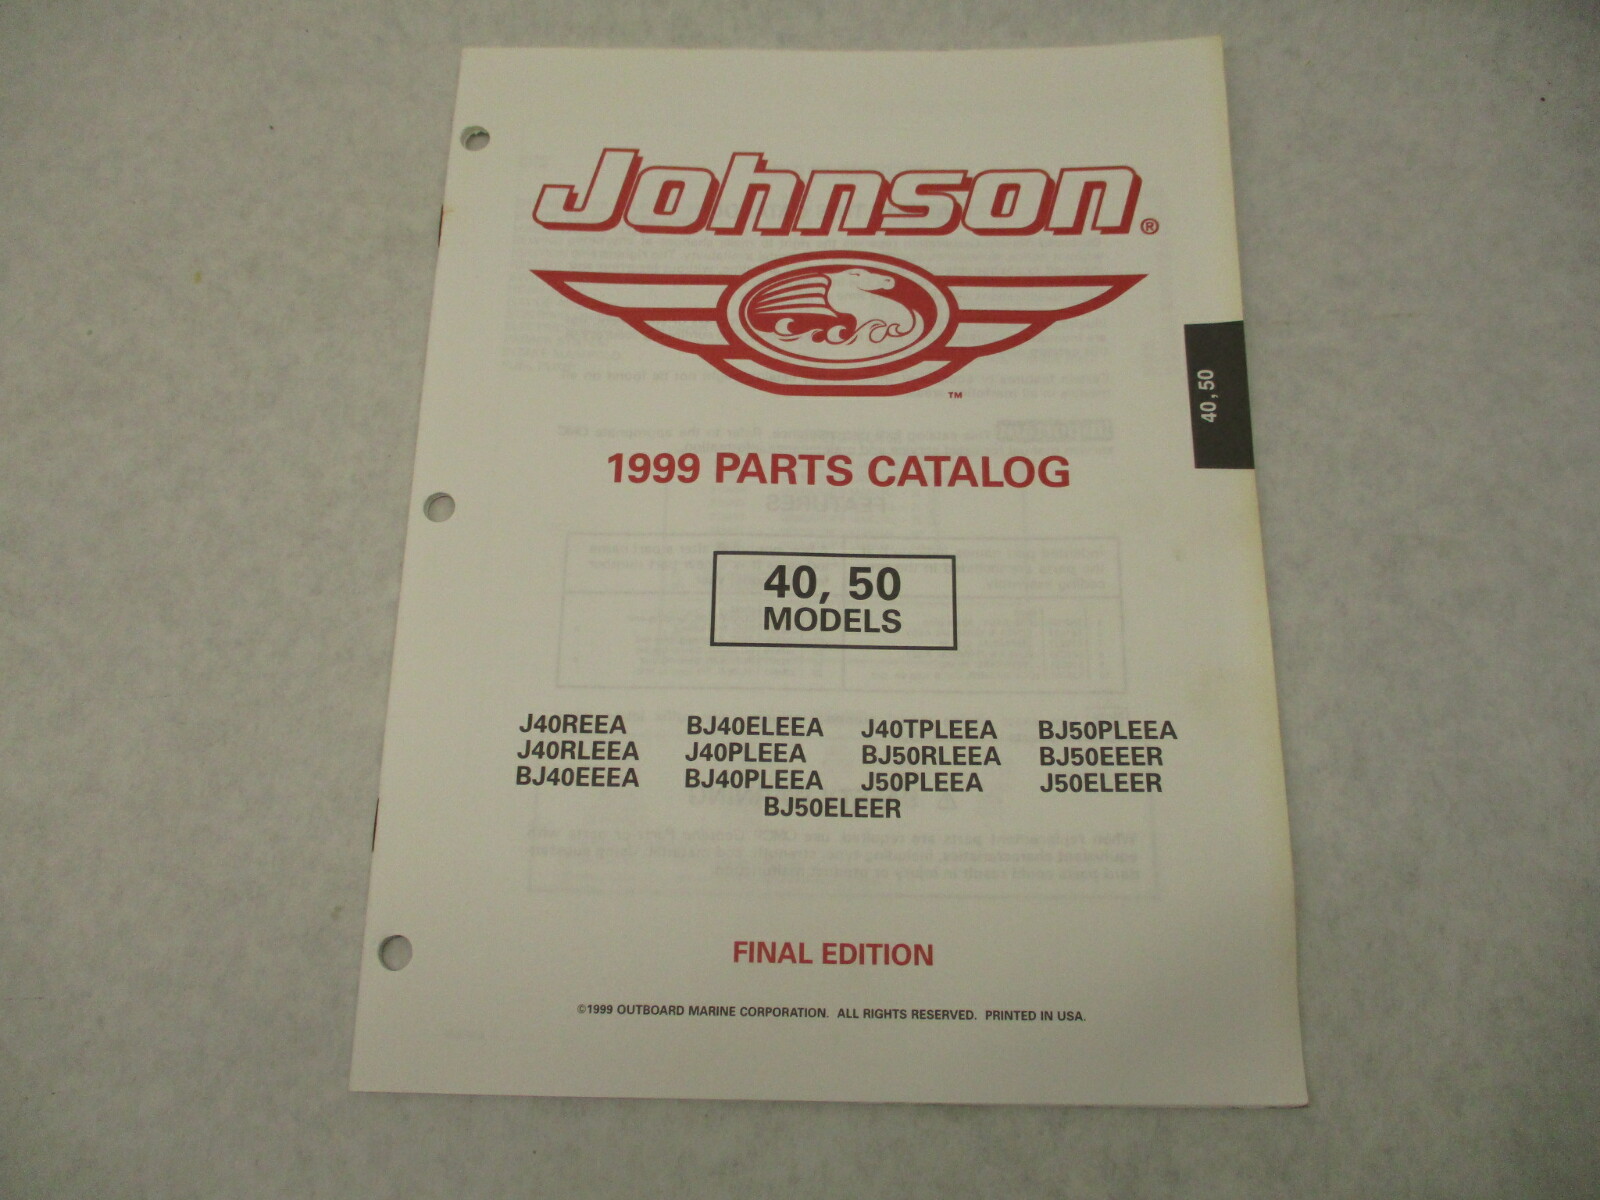 Johnson®
TM
1999 PARTS CATALOG
40, 50
40, 50
MODELS
J40REEA BJ40ELEEA J40TPLEEA BJ50PLEEA
J40RLEEA J40PLEEA BJ50RLEEA BJ50EEER
BJ40EEEA BJ40PLEEA J50PLEEA J50ELEER
BJ50ELEER
FINAL EDITION
©1999 OUTBOARD MARINE CORPORATION. ALL RIGHTS RESERVED. PRINTED IN USA.